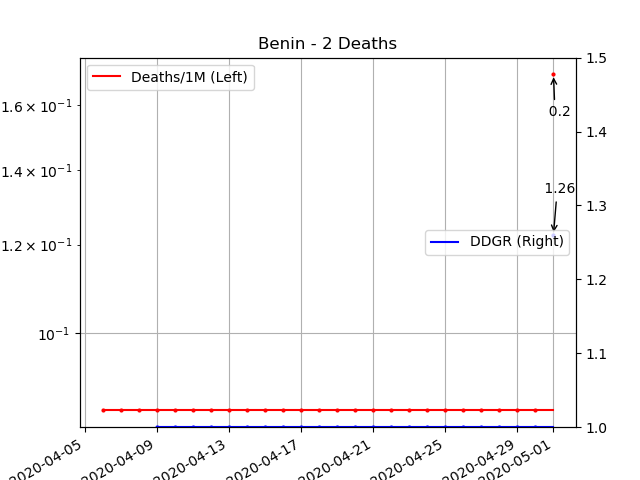 Benin - 2 Deaths
Deaths/1M (Left)
1.6 × 10⁻¹
1.4 × 10⁻¹
1.2 × 10⁻¹
10⁻¹
1.5
1.4
1.3
1.2
1.1
1.0
0.2
1.26
DDGR (Right)
2020-04-05
2020-04-09
2020-04-13
2020-04-17
2020-04-21
2020-04-25
2020-04-29
2020-05-01